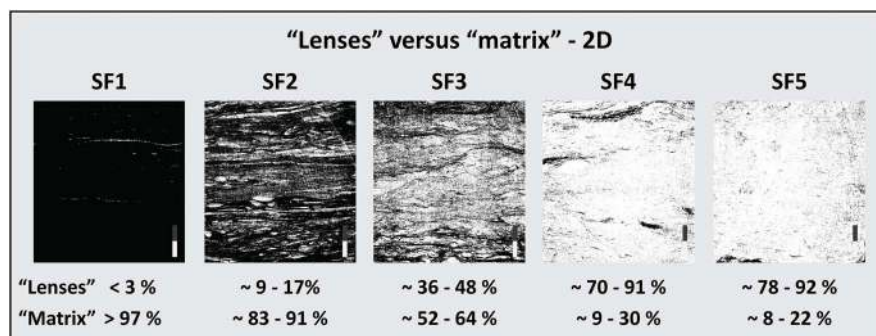 “Lenses” versus “matrix” - 2D
SF1 SF2 SF3 SF4 SF5
“Lenses” < 3 % ~ 9 - 17% ~ 36 - 48 % ~ 70 - 91 % ~ 78 - 92 %
“Matrix” > 97 % ~ 83 - 91 % ~ 52 - 64 % ~ 9 - 30 % ~ 8 - 22 %